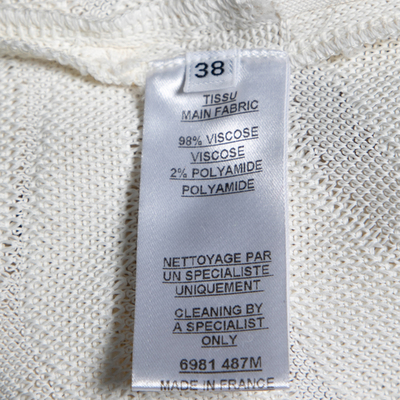 38
TISSU
MAIN FABRIC
98% VISCOSE
VISCOSE
2% POLYAMIDE
POLYAMIDE
NETTOYAGE PAR
UN SPECIALISTE
UNIQUEMENT
CLEANING BY
A SPECIALIST
ONLY
6981 487M
MADE IN FRANCE